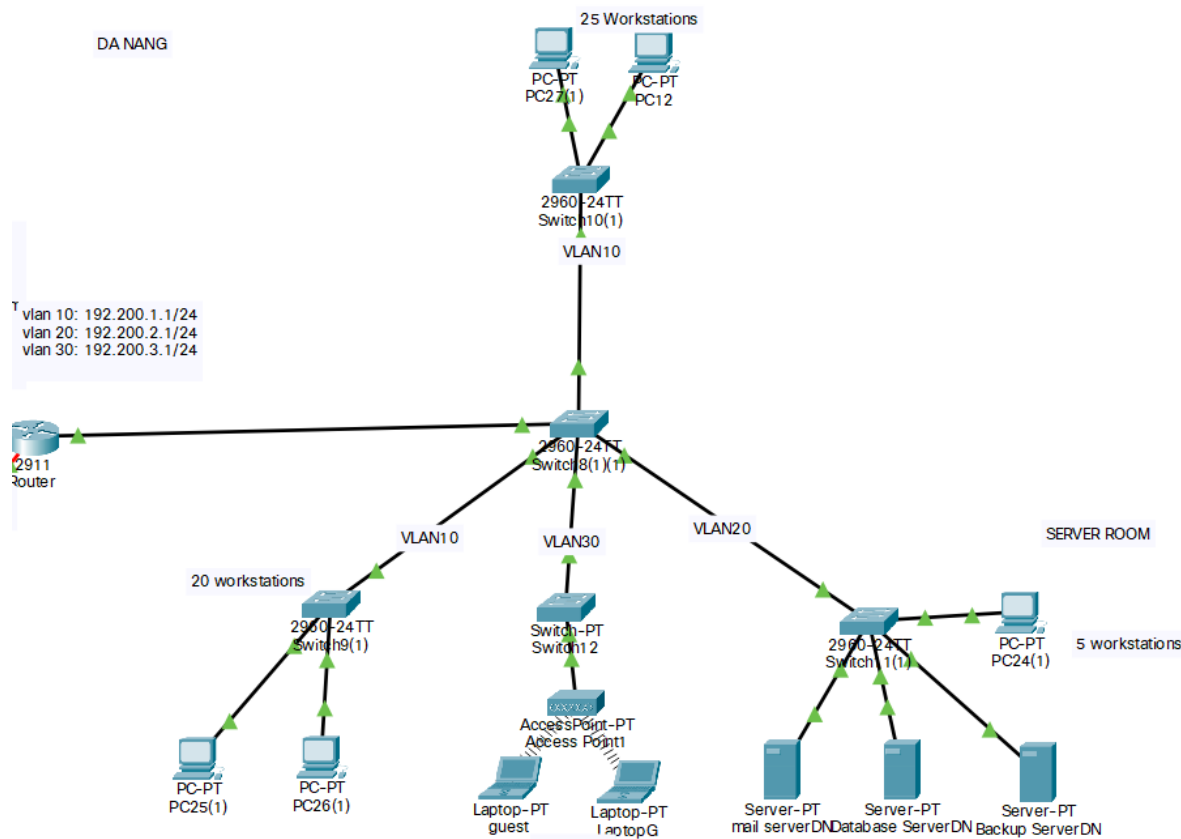 25 Workstations
DA NANG
PC-PT
PC27(1)
PC-PT
PC12
2960-24TT
Switch10(1)
VLAN10
vlan 10: 192.200.1.1/24
vlan 20: 192.200.2.1/24
vlan 30: 192.200.3.1/24
2960-24TT
Switch8(1)(1)
2911
Router
VLAN10
VLAN30
VLAN20
SERVER ROOM
20 workstations
2960-24TT
Switch9(1)
Switch-PT
Switch12
2960-24TT
Switch11(1)
PC-PT
PC24(1)
5 workstations
AccessPoint-PT
Access Point1
PC-PT
PC25(1)
PC-PT
PC26(1)
Laptop-PT
guest
Laptop-PT
LaptopG
Server-PT
mail serverDN
Server-PT
Database ServerDN
Server-PT
Backup ServerDN